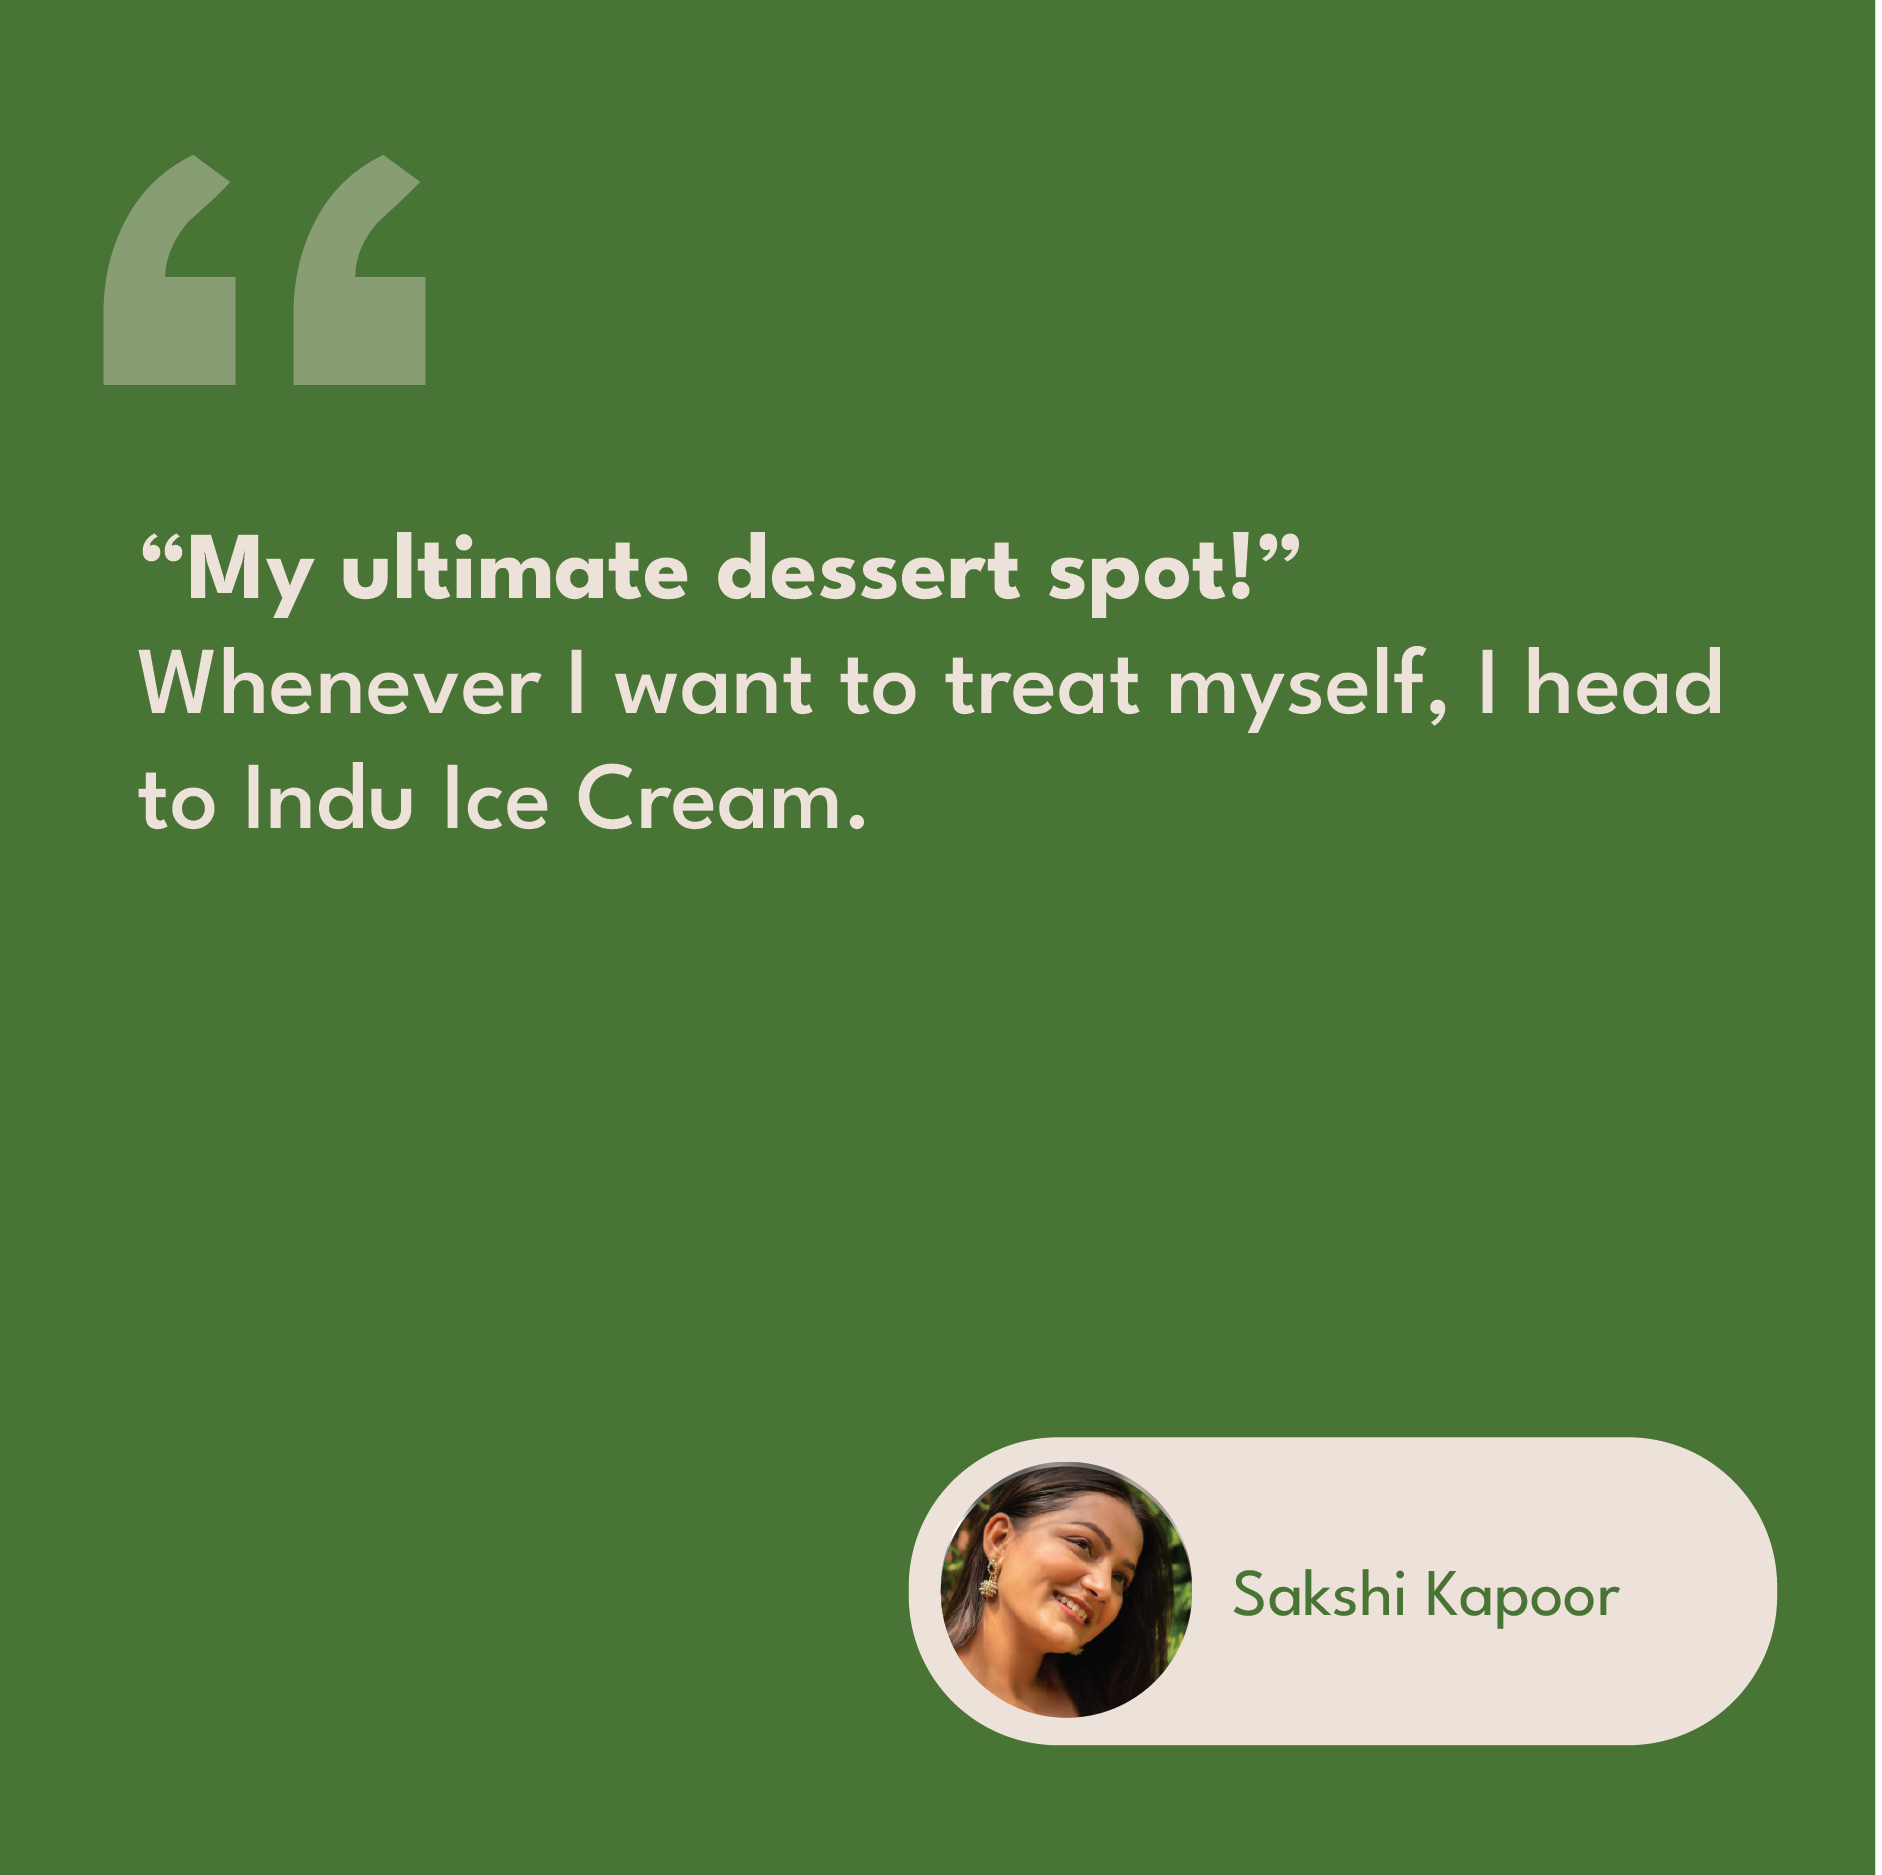 “My ultimate dessert spot!”
Whenever I want to treat myself, I head
to Indu Ice Cream.
Sakshi Kapoor